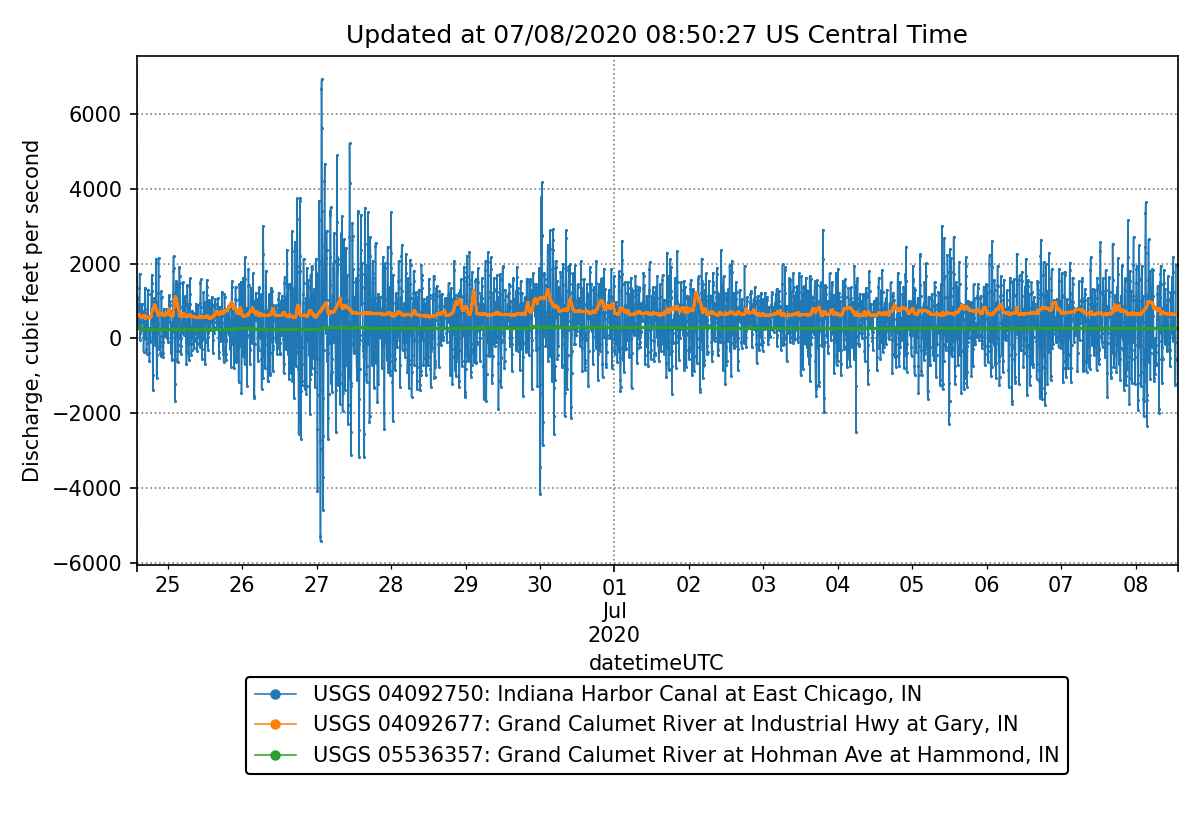 Updated at 07/08/2020 08:50:27 US Central Time
Discharge, cubic feet per second
6000
4000
2000
0
−2000
−4000
−6000
25 26 27 28 29 30 01 02 03 04 05 06 07 08
Jul
2020
datetimeUTC
USGS 04092750: Indiana Harbor Canal at East Chicago, IN
USGS 04092677: Grand Calumet River at Industrial Hwy at Gary, IN
USGS 05536357: Grand Calumet River at Hohman Ave at Hammond, IN